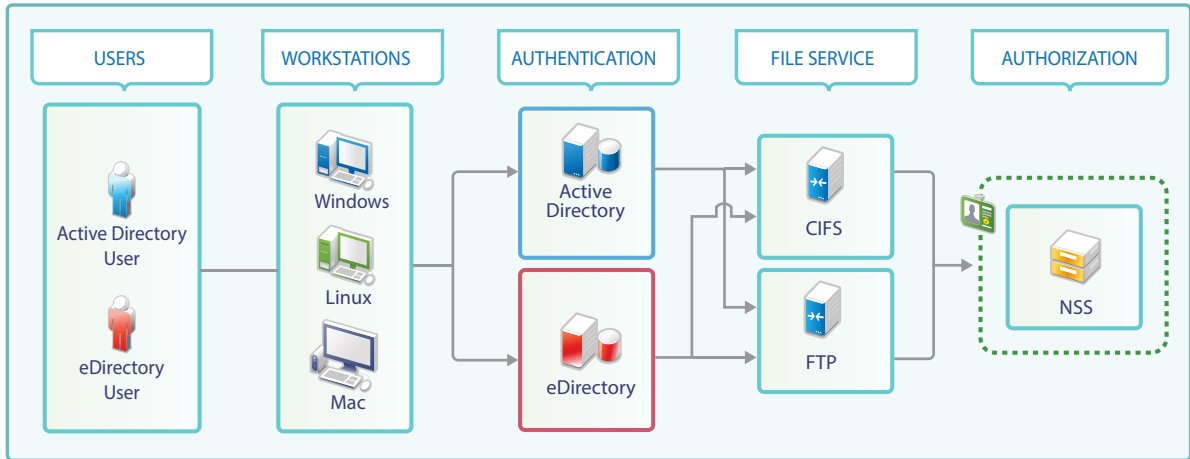 USERS
WORKSTATIONS
AUTHENTICATION
FILE SERVICE
AUTHORIZATION
Active Directory
User
eDirectory
User
Windows
Linux
Mac
Active
Directory
eDirectory
CIFS
FTP
NSS